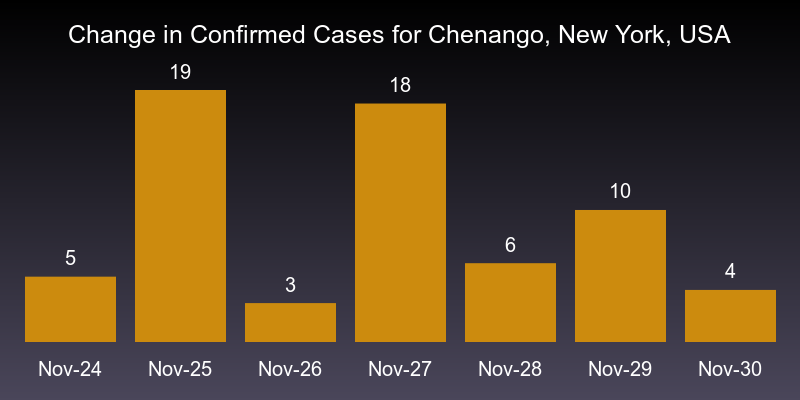 Change in Confirmed Cases for Chenango, New York, USA
5
19
3
18
6
10
4
Nov-24
Nov-25
Nov-26
Nov-27
Nov-28
Nov-29
Nov-30